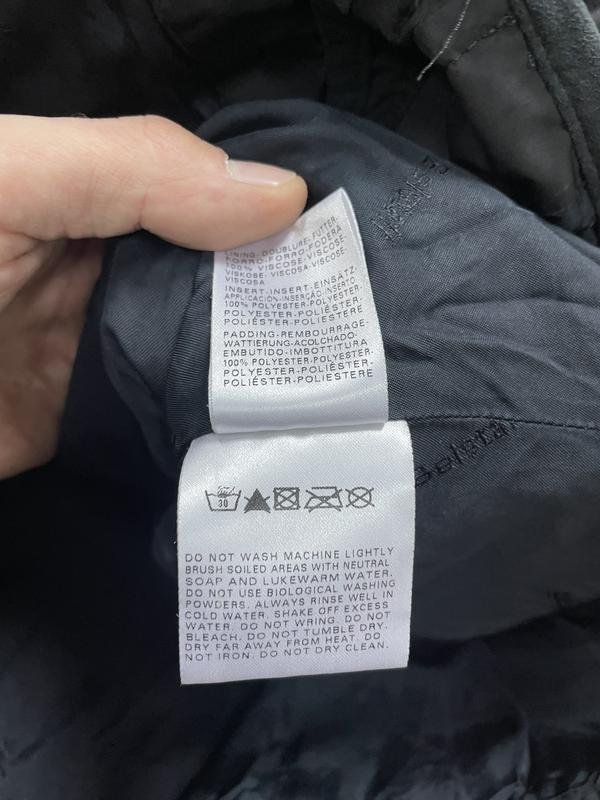 LINING-DOUBLURE-FUTTER-
FORRO-FORRO-FODERA
100% VISCOSE-VISCOSE-
VISKOSE-VISCOSA-VISCOSE
VISCOSA
INSERT-INSERT-EINSATZ-
APPLICACIÓN-INSERÇÃO-INSERTO
100% POLYESTER-POLYESTER-
POLYESTER-POLIÉSTER-
POLIÉSTER-POLIESTERE
PADDING-REMBOURRAGE-
WATTIERUNG-ACOLCHADO-
EMBUTIDO-IMBOTTITURA
100% POLYESTER-POLYESTER-
POLYESTER-POLIÉSTER-
POLIÉSTER-POLIESTERE
30
DO NOT WASH MACHINE LIGHTLY
BRUSH SOILED AREAS WITH NEUTRAL
SOAP AND LUKEWARM WATER.
DO NOT USE BIOLOGICAL WASHING
POWDERS. ALWAYS RINSE WELL IN
COLD WATER. SHAKE OFF EXCESS
WATER. DO NOT WRING. DO NOT
BLEACH. DO NOT TUMBLE DRY.
DRY FAR AWAY FROM HEAT. DO
NOT IRON. DO NOT DRY CLEAN.